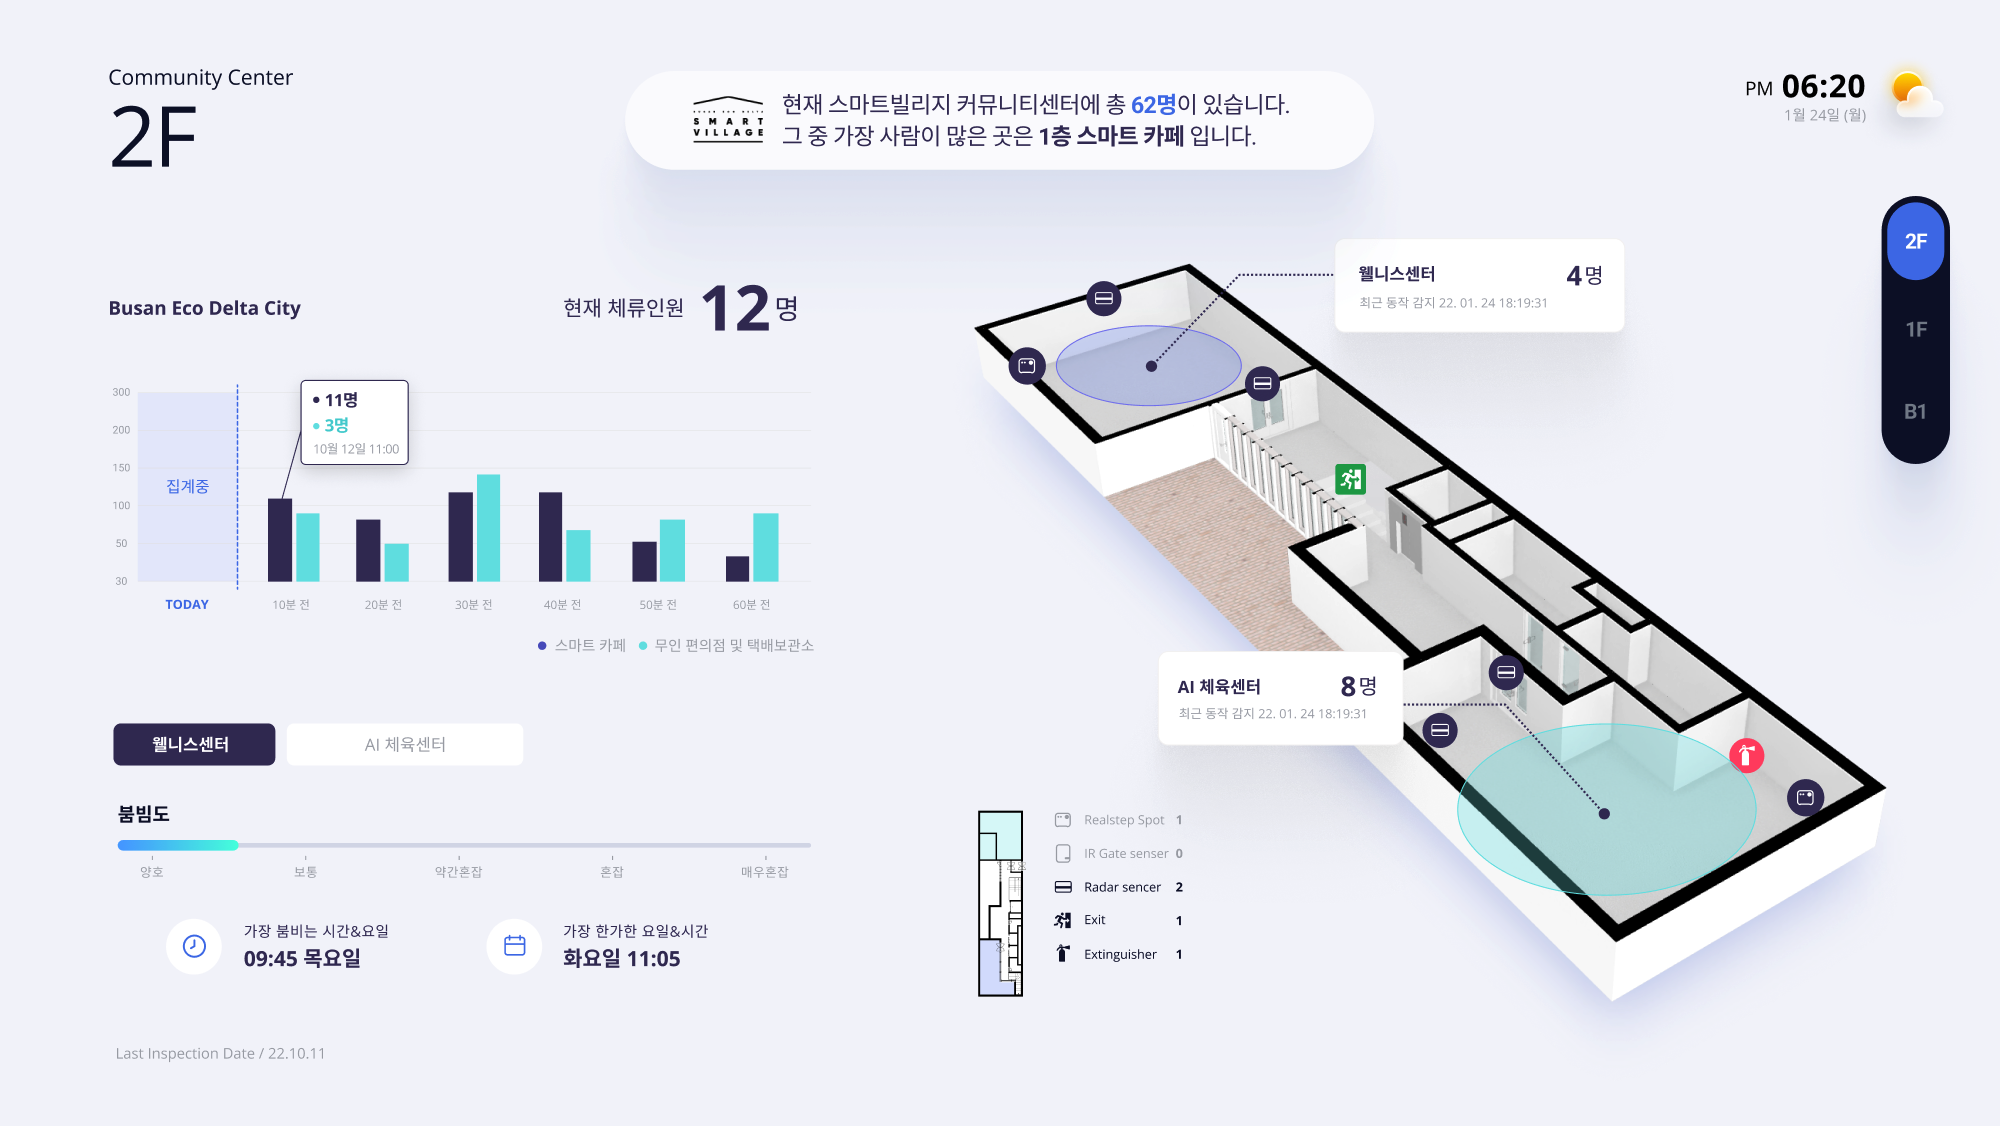 Community Center
2F
SMART
VILLAGE
현재 스마트빌리지 커뮤니티센터에 총 62명이 있습니다.
그 중 가장 사람이 많은 곳은 1층 스마트 카페 입니다.
PM 06:20
1월 24일 (월)
2F
1F
B1
Busan Eco Delta City
현재 체류인원 12명
300
200
150
100
50
30
집계중
11명
3명
10월 12일 11:00
TODAY
10분 전
20분 전
30분 전
40분 전
50분 전
60분 전
스마트 카페
무인 편의점 및 택배보관소
웰니스센터
AI 체육센터
붐빔도
양호
보통
약간혼잡
혼잡
매우혼잡
가장 붐비는 시간&요일
09:45 목요일
가장 한가한 요일&시간
화요일 11:05
Last Inspection Date / 22.10.11
웰니스센터 4명
최근 동작 감지 22. 01. 24 18:19:31
AI 체육센터 8명
최근 동작 감지 22. 01. 24 18:19:31
Realstep Spot 1
IR Gate senser 0
Radar sencer 2
Exit 1
Extinguisher 1